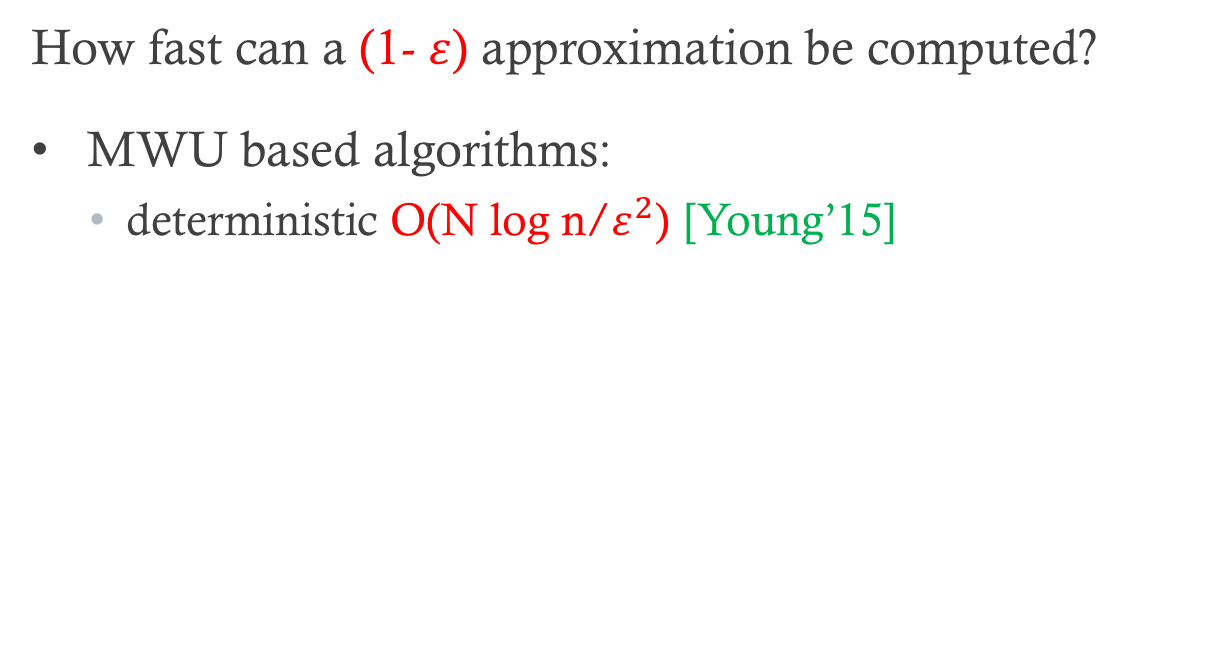 How fast can a (1- ε) approximation be computed?
• MWU based algorithms:
• deterministic O(N log n/ε²) [Young’15]